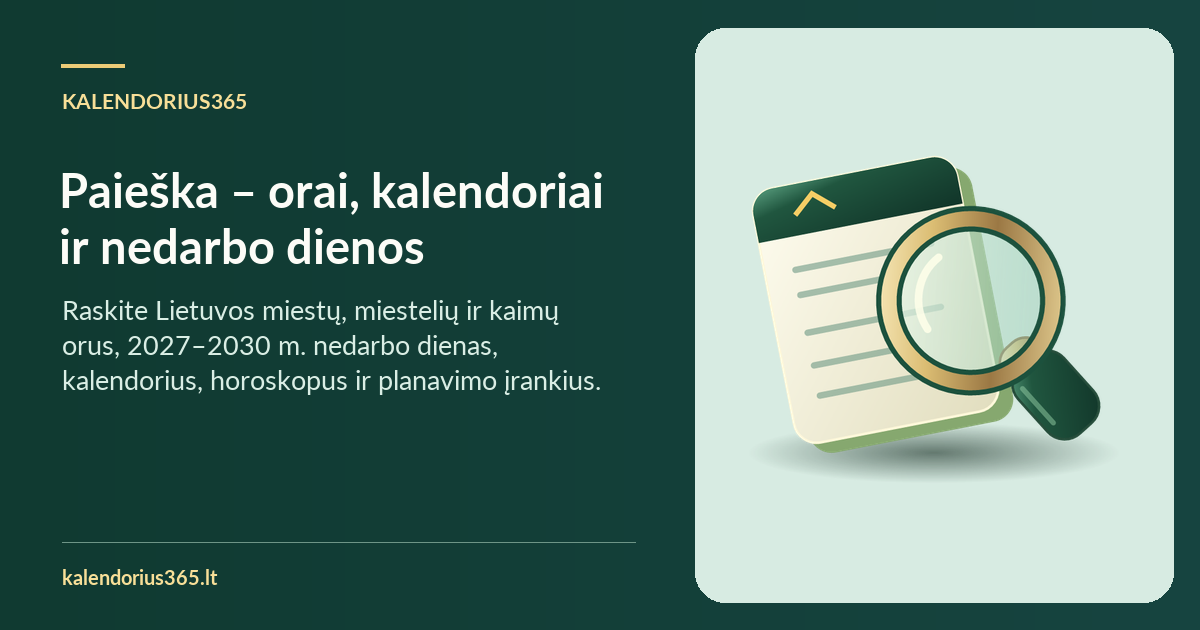 KALENDORIUS365
Paieška – orai, kalendoriai
ir nedarbo dienos
Raskite Lietuvos miestų, miestelių ir kaimų
orus, 2027–2030 m. nedarbo dienas,
kalendorius, horoskopus ir planavimo įrankius.
kalendorius365.lt